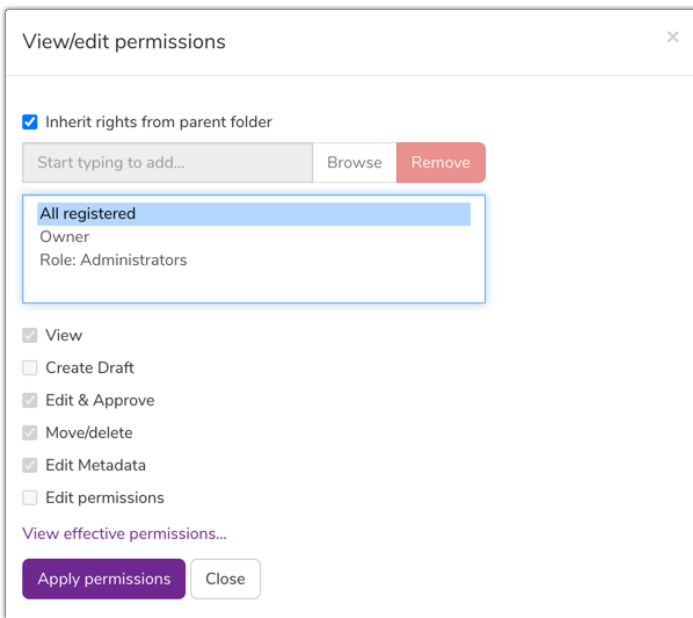 View/edit permissions
×
Inherit rights from parent folder
Start typing to add... Browse Remove
All registered
Owner
Role: Administrators
View
Create Draft
Edit & Approve
Move/delete
Edit Metadata
Edit permissions
View effective permissions...
Apply permissions Close